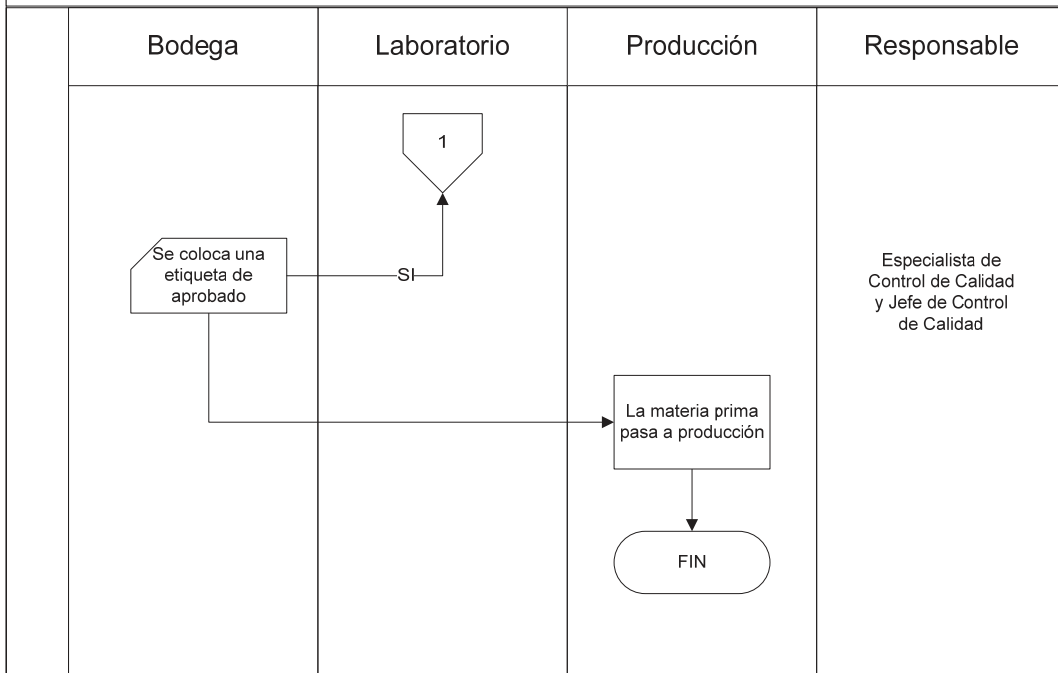 Bodega
Laboratorio
Producción
Responsable
1
Se coloca una
etiqueta de
aprobado
SI
Especialista de
Control de Calidad
y Jefe de Control
de Calidad
La materia prima
pasa a producción
FIN